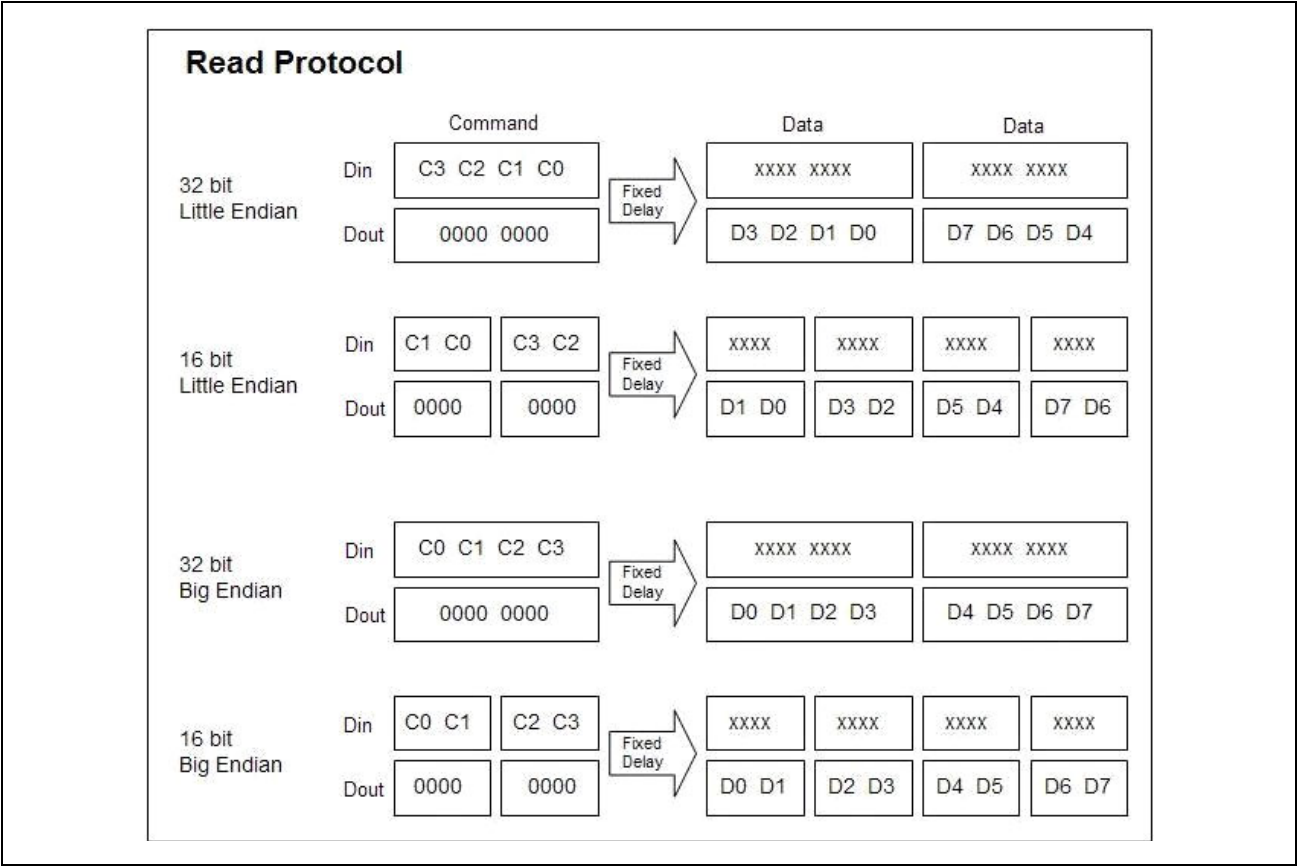 Read Protocol
Command Data Data
32 bit
Little Endian
Din C3 C2 C1 C0 xxxx xxxx xxxx xxxx
Fixed
Delay
Dout 0000 0000 D3 D2 D1 D0 D7 D6 D5 D4
16 bit
Little Endian
Din C1 C0 C3 C2 xxxx xxxx xxxx xxxx
Fixed
Delay
Dout 0000 0000 D1 D0 D3 D2 D5 D4 D7 D6
32 bit
Big Endian
Din C0 C1 C2 C3 xxxx xxxx xxxx xxxx
Fixed
Delay
Dout 0000 0000 D0 D1 D2 D3 D4 D5 D6 D7
16 bit
Big Endian
Din C0 C1 C2 C3 xxxx xxxx xxxx xxxx
Fixed
Delay
Dout 0000 0000 D0 D1 D2 D3 D4 D5 D6 D7